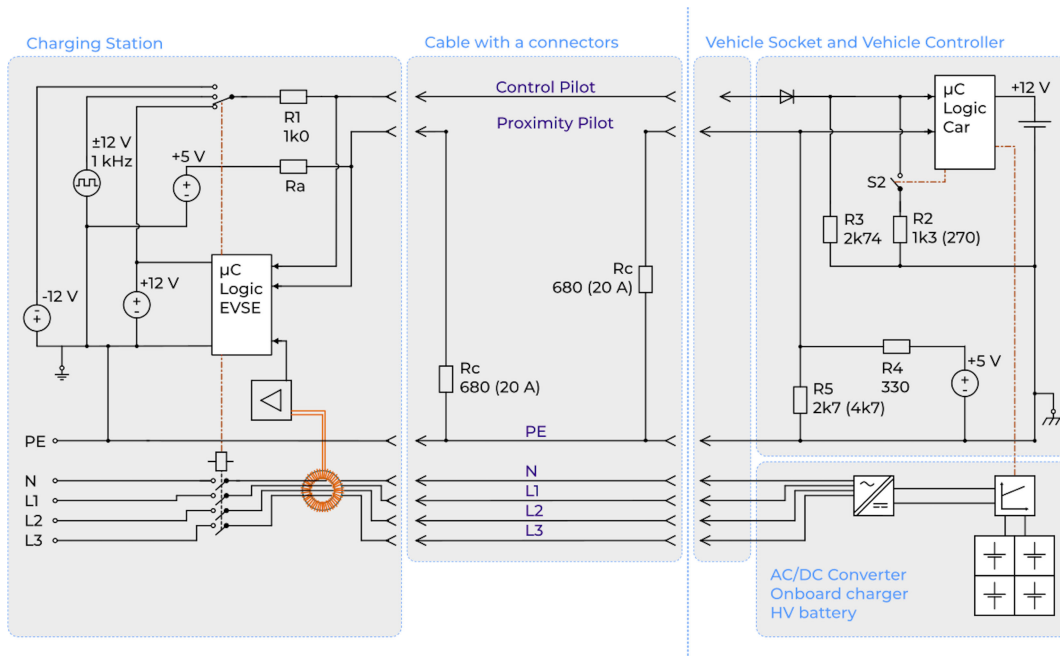 Charging Station
Cable with a connectors
Vehicle Socket and Vehicle Controller
±12 V
1 kHz
+5 V
R1
1k0
Ra
-12 V
+12 V
µC
Logic
EVSE
PE
N
L1
L2
L3
Control Pilot
Proximity Pilot
Rc
680 (20 A)
Rc
680 (20 A)
PE
N
L1
L2
L3
µC
Logic
Car
+12 V
S2
R3
2k74
R2
1k3 (270)
R4
330
+5 V
R5
2k7 (4k7)
AC/DC Converter
Onboard charger
HV battery